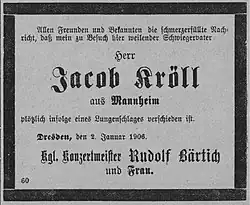 Allen Freunden und Bekannten die schmerzerfüllte Nach-
richt, daß mein zu Besuch hier weilender Schwiegervater
Herr
Jacob Kröll
aus Mannheim
plötzlich infolge eines Lungenschlages verschieden ist.
Dresden, den 2. Januar 1906.
Kgl. Konzertmeister Rudolf Bärtich
und Frau.
60